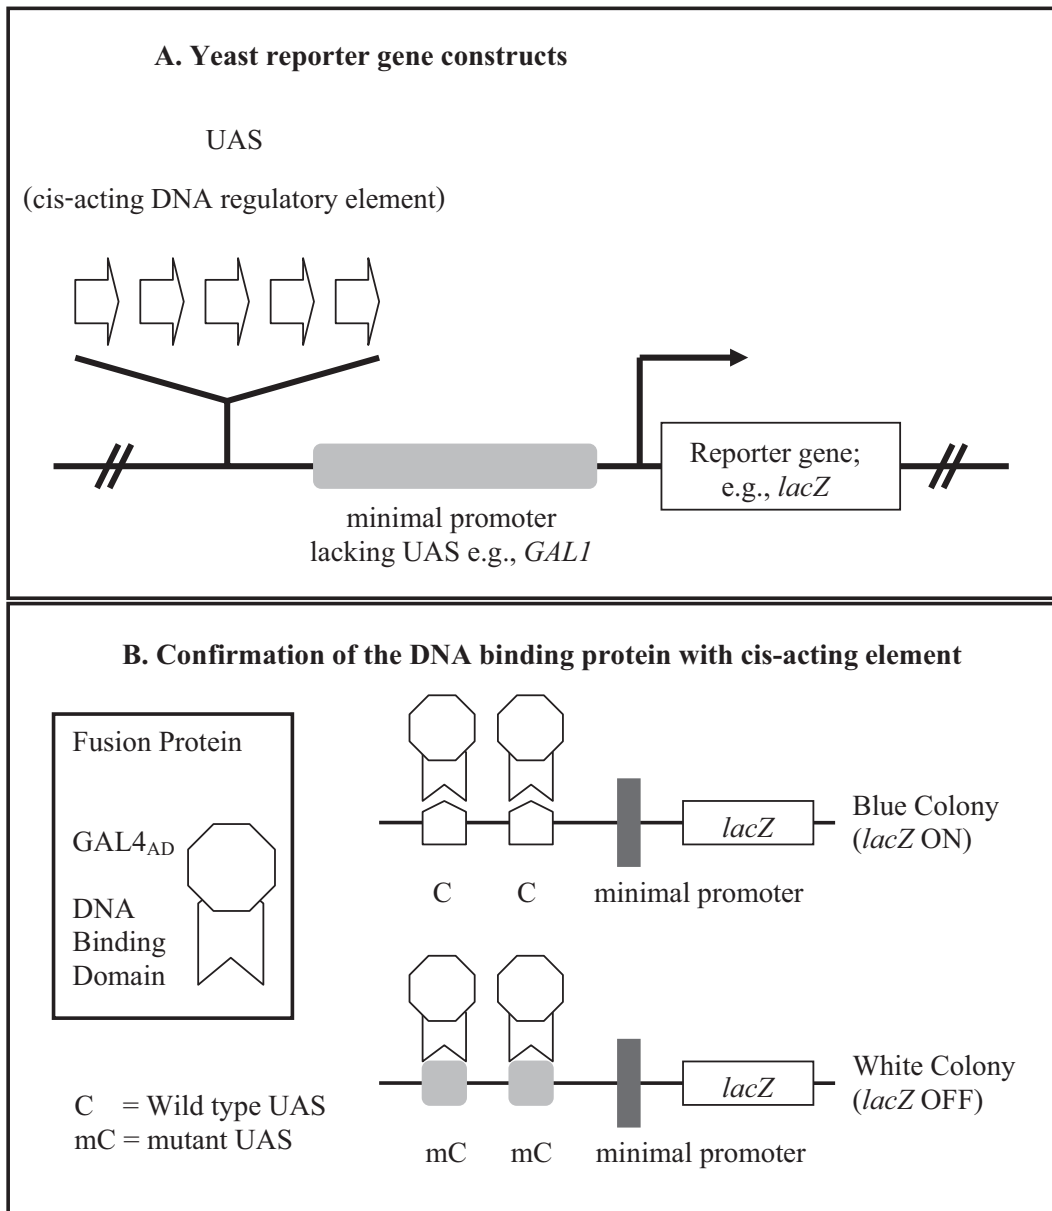 A. Yeast reporter gene constructs
UAS
(cis-acting DNA regulatory element)
Reporter gene;
e.g., lacZ
minimal promoter
lacking UAS e.g., GAL1
B. Confirmation of the DNA binding protein with cis-acting element
Fusion Protein
GAL4AD
DNA
Binding
Domain
lacZ
Blue Colony
(lacZ ON)
C C minimal promoter
lacZ
White Colony
(lacZ OFF)
mC mC minimal promoter
C = Wild type UAS
mC = mutant UAS